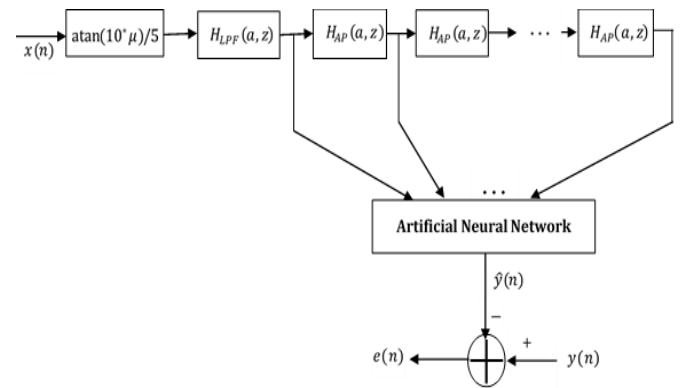 x(n)
atan(10*μ)/5
H_LPF(a,z)
H_AP(a,z)
H_AP(a,z)
...
H_AP(a,z)
...
Artificial Neural Network
ŷ(n)
−
+
e(n)
y(n)